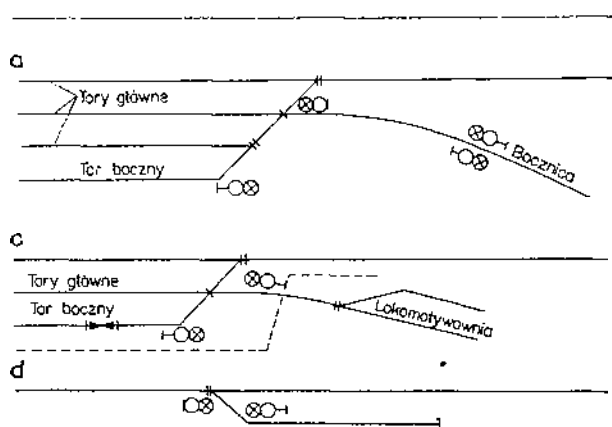 a
Tory główne
Tor boczny
Bocznica
c
Tory główne
Tor boczny
Lokomotywownia
d